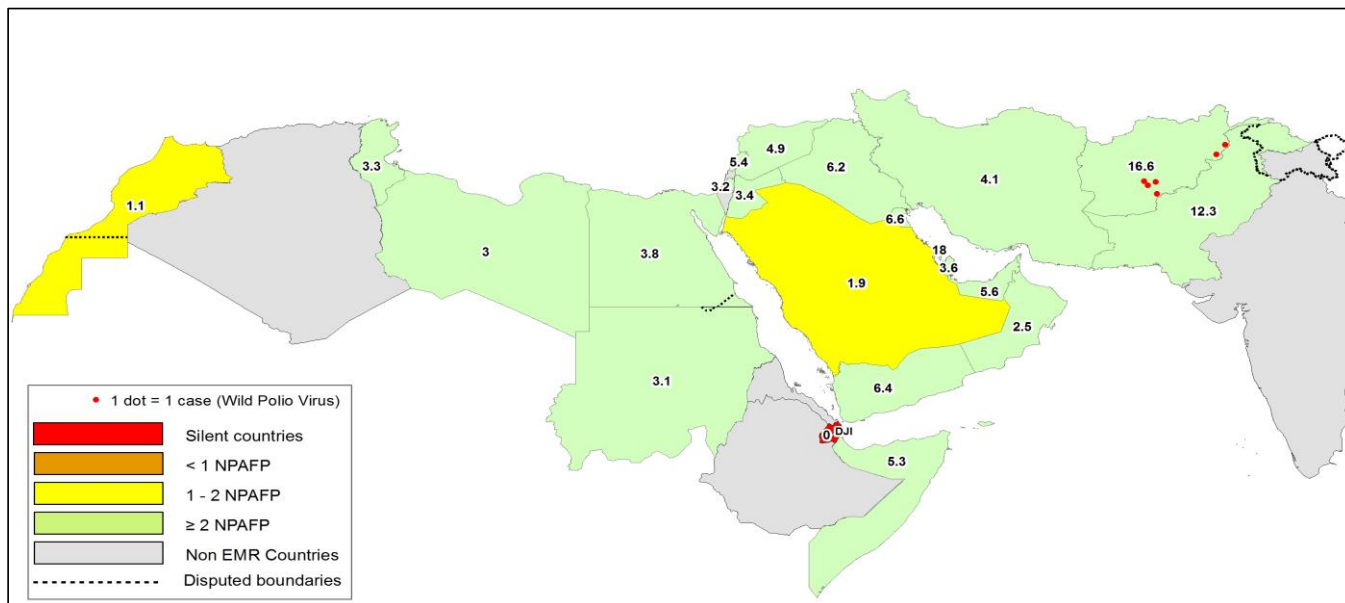 4.9
5.4
6.2
16.6
3.3
3.2
3.4
4.1
1.1
12.3
6.6
3
3.8
18
3.6
1.9
5.6
2.5
3.1
6.4
0
DJI
5.3
1 dot = 1 case (Wild Polio Virus)
Silent countries
< 1 NPAFP
1 - 2 NPAFP
≥ 2 NPAFP
Non EMR Countries
Disputed boundaries